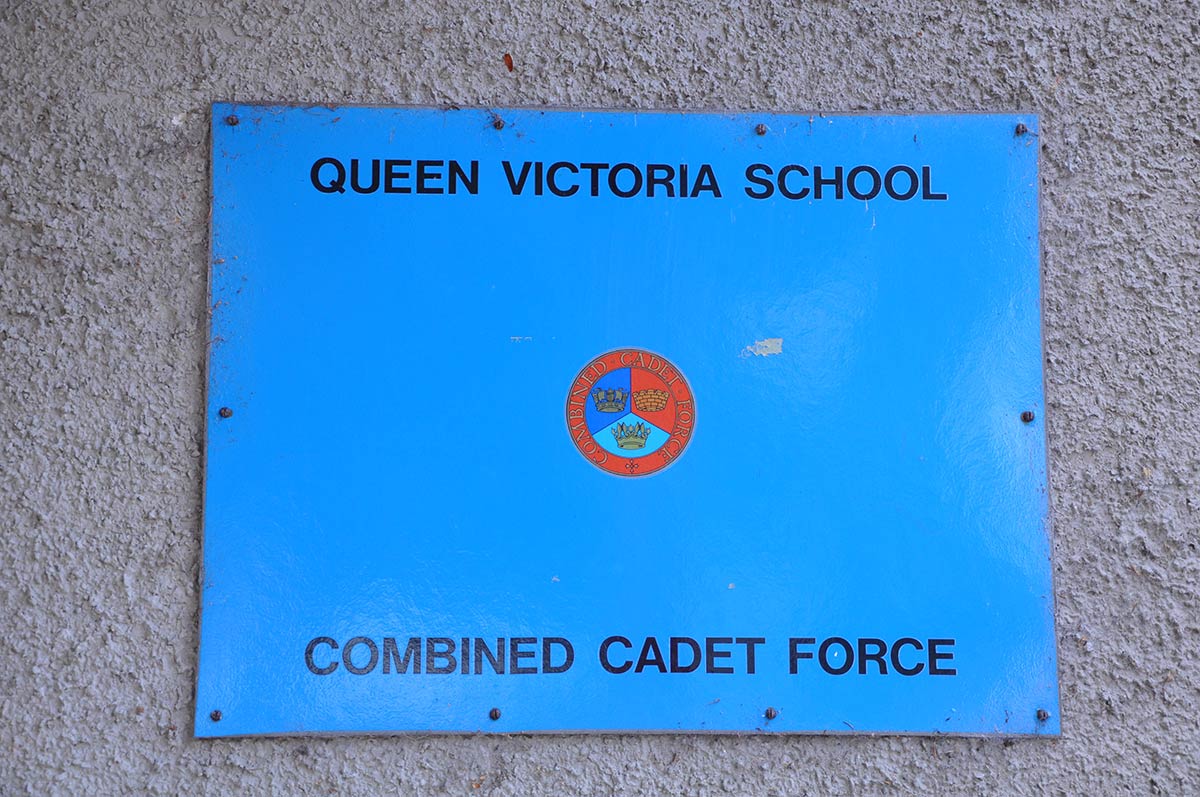 QUEEN VICTORIA SCHOOL
COMBINED CADET FORCE
COMBINED CADET FORCE